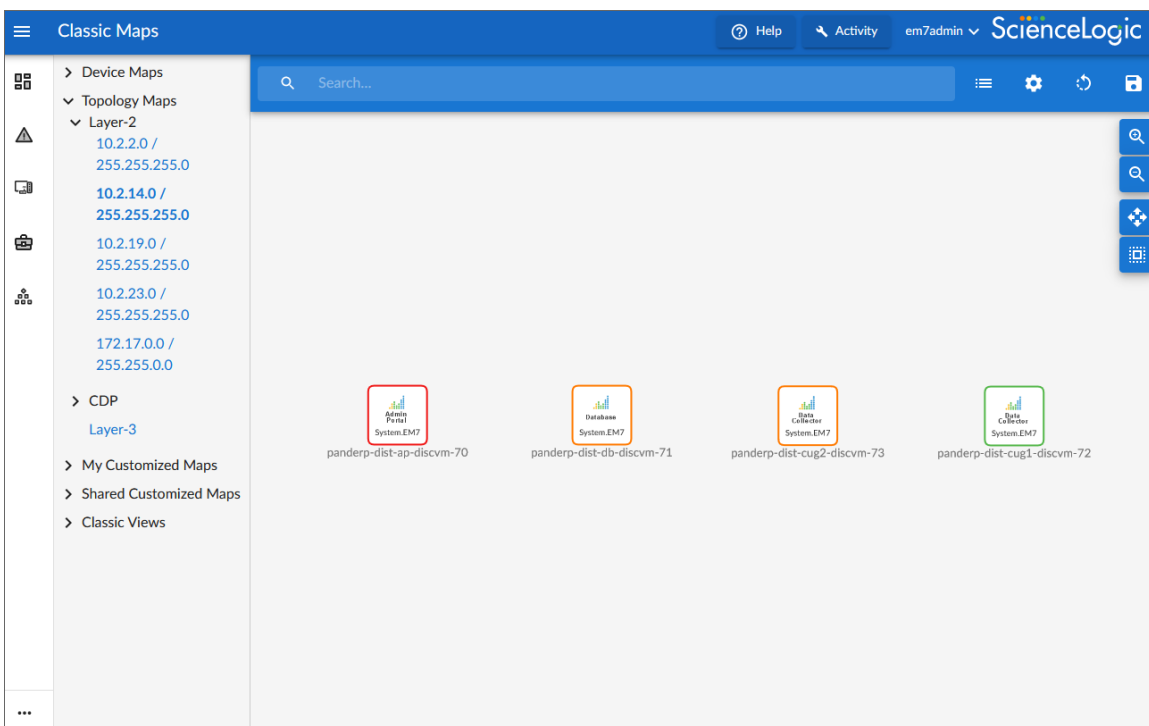 Classic Maps
Help
Activity
em7admin
ScienceLogic
Device Maps
Topology Maps
Layer-2
10.2.2.0 /
255.255.255.0
10.2.14.0 /
255.255.255.0
10.2.19.0 /
255.255.255.0
10.2.23.0 /
255.255.255.0
172.17.0.0 /
255.255.0.0
CDP
Layer-3
My Customized Maps
Shared Customized Maps
Classic Views
Search...
Admin
Portal
System.EM7
panderp-dist-ap-discvm-70
Database
System.EM7
panderp-dist-db-discvm-71
Data
Collector
System.EM7
panderp-dist-cug2-discvm-73
Data
Collector
System.EM7
panderp-dist-cug1-discvm-72